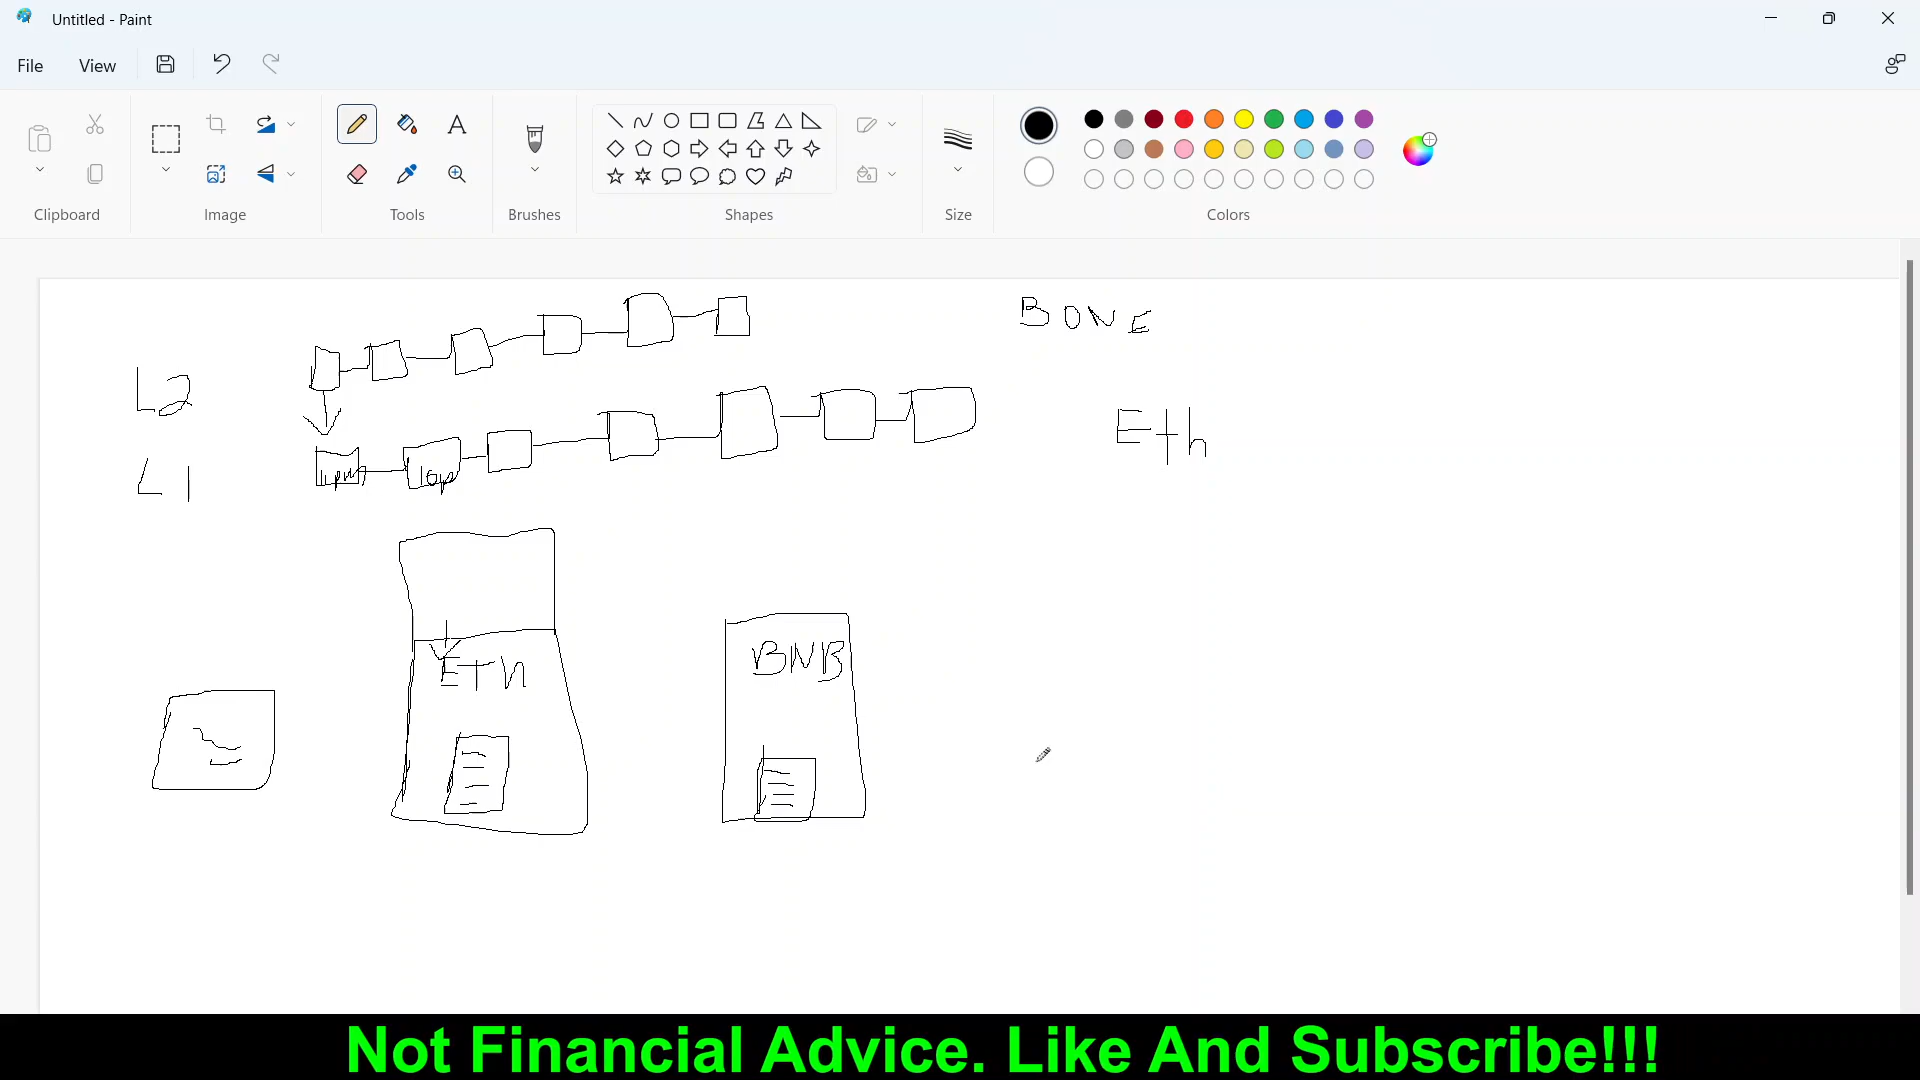 Untitled - Paint
File
View
Clipboard
Image
Tools
Brushes
Shapes
Size
Colors
BONE
L2
Eth
L1
1pm
ETH
BNB
Not Financial Advice. Like And Subscribe!!!